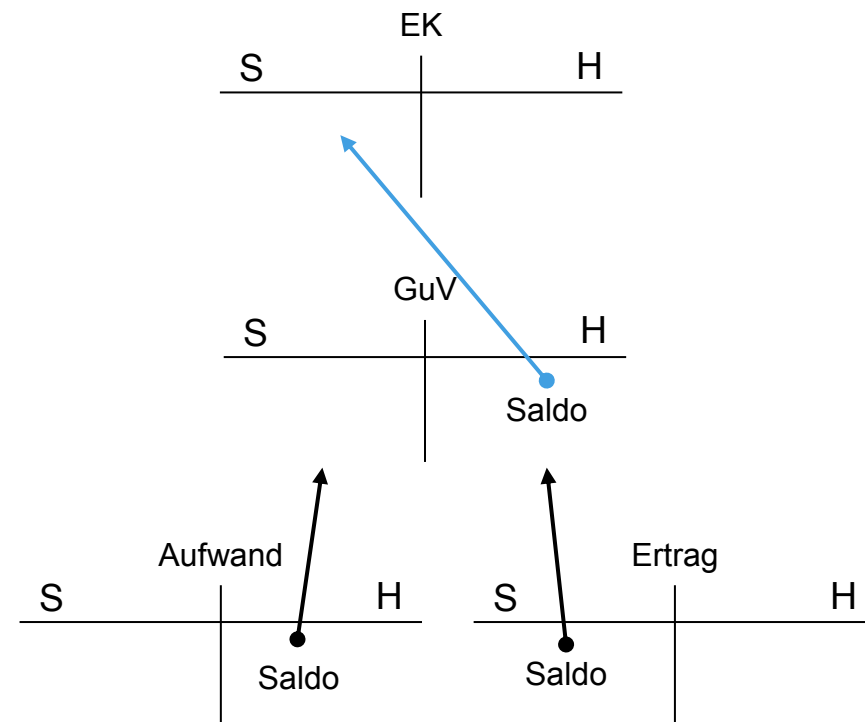 EK
S H
GuV
S H
Saldo
Aufwand Ertrag
S H S H
Saldo Saldo